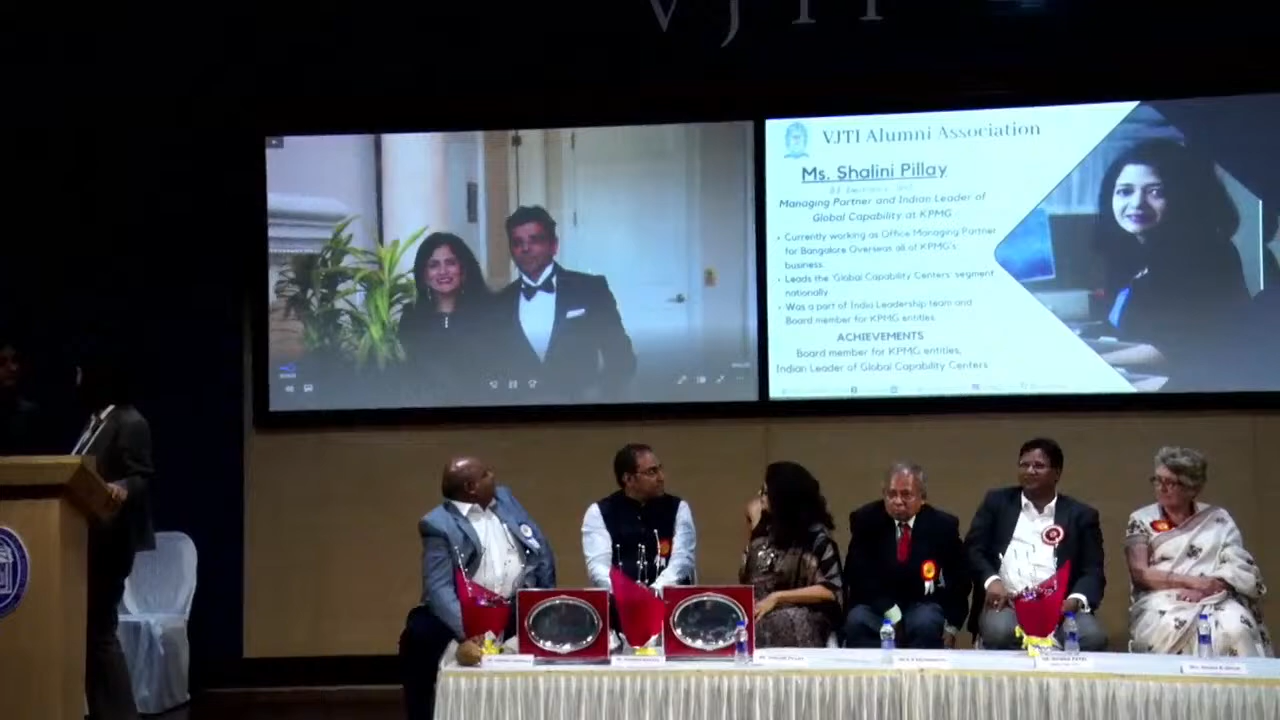 VJTI
VJTI Alumni Association
Ms. Shalini Pillay
Managing Partner and Indian Leader of
Global Capability at KPMG
• Currently working as Office Managing Partner
for Bangalore Overseas all of KPMG's
business.
• Leads the 'Global Capability Centers' segment
nationally
• Was a part of India Leadership team and
Board member for KPMG entities.
ACHIEVEMENTS
Board member for KPMG entities,
Indian Leader of Global Capability Centers